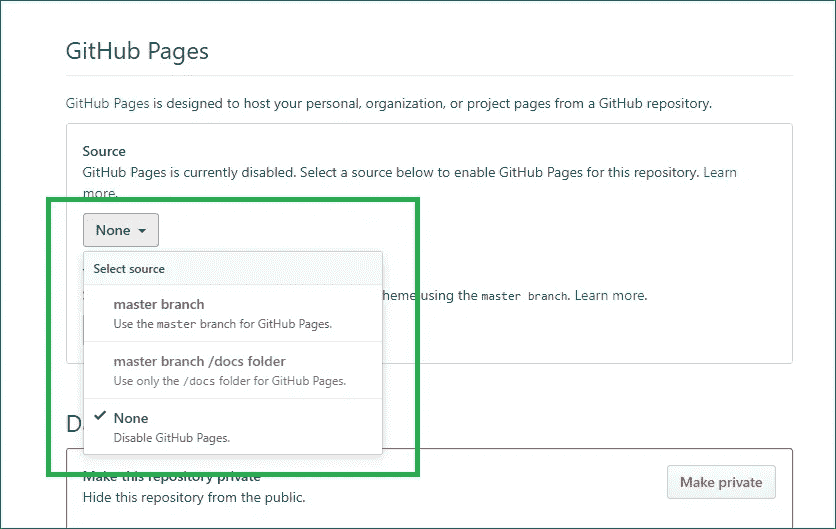 GitHub Pages
GitHub Pages is designed to host your personal, organization, or project pages from a GitHub repository.
Source
GitHub Pages is currently disabled. Select a source below to enable GitHub Pages for this repository. Learn
more.
None
Select source
heme using the master branch. Learn more.
master branch
Use the master branch for GitHub Pages.
master branch /docs folder
Use only the /docs folder for GitHub Pages.
None
Disable GitHub Pages.
D
Make this repository private
Hide this repository from the public.
Make private